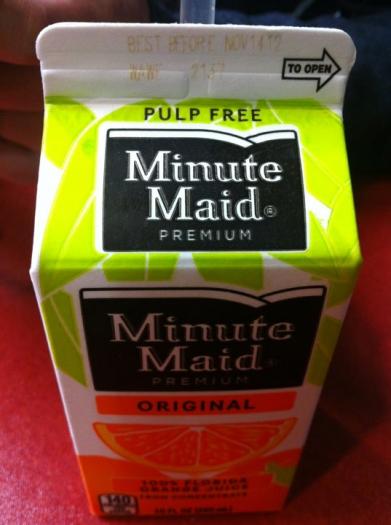 BEST BEFORE NOV1412
TO OPEN
PULP FREE
Minute
Maid®
PREMIUM
Minute
Maid®
PREMIUM
ORIGINAL
100% FLORIDA
ORANGE JUICE
FROM CONCENTRATE
140